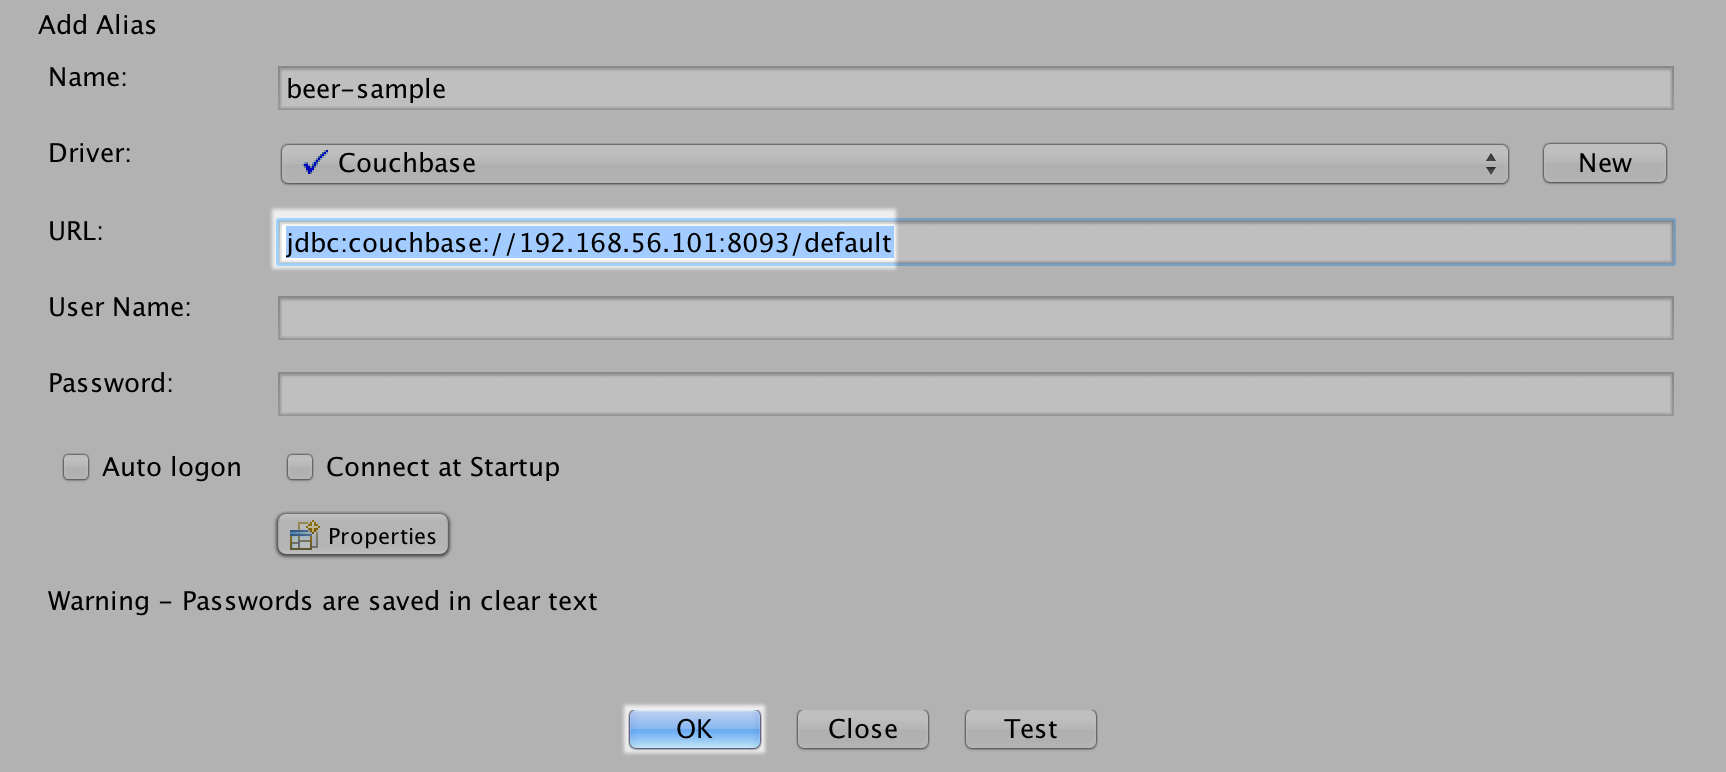 Add Alias
Name: beer-sample
Driver: Couchbase New
URL: jdbc:couchbase://192.168.56.101:8093/default
User Name:
Password:
Auto logon Connect at Startup
Properties
Warning - Passwords are saved in clear text
OK Close Test